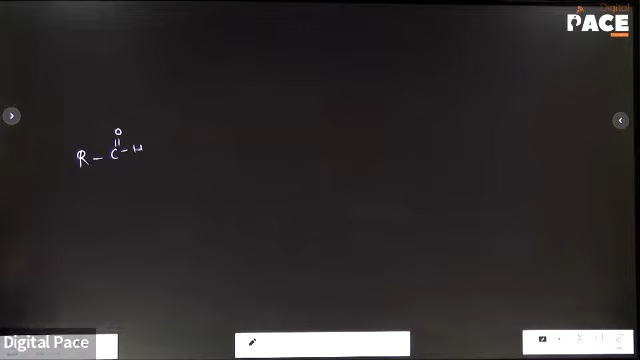 Digital
PACE
O
R - C - H
Digital Pace